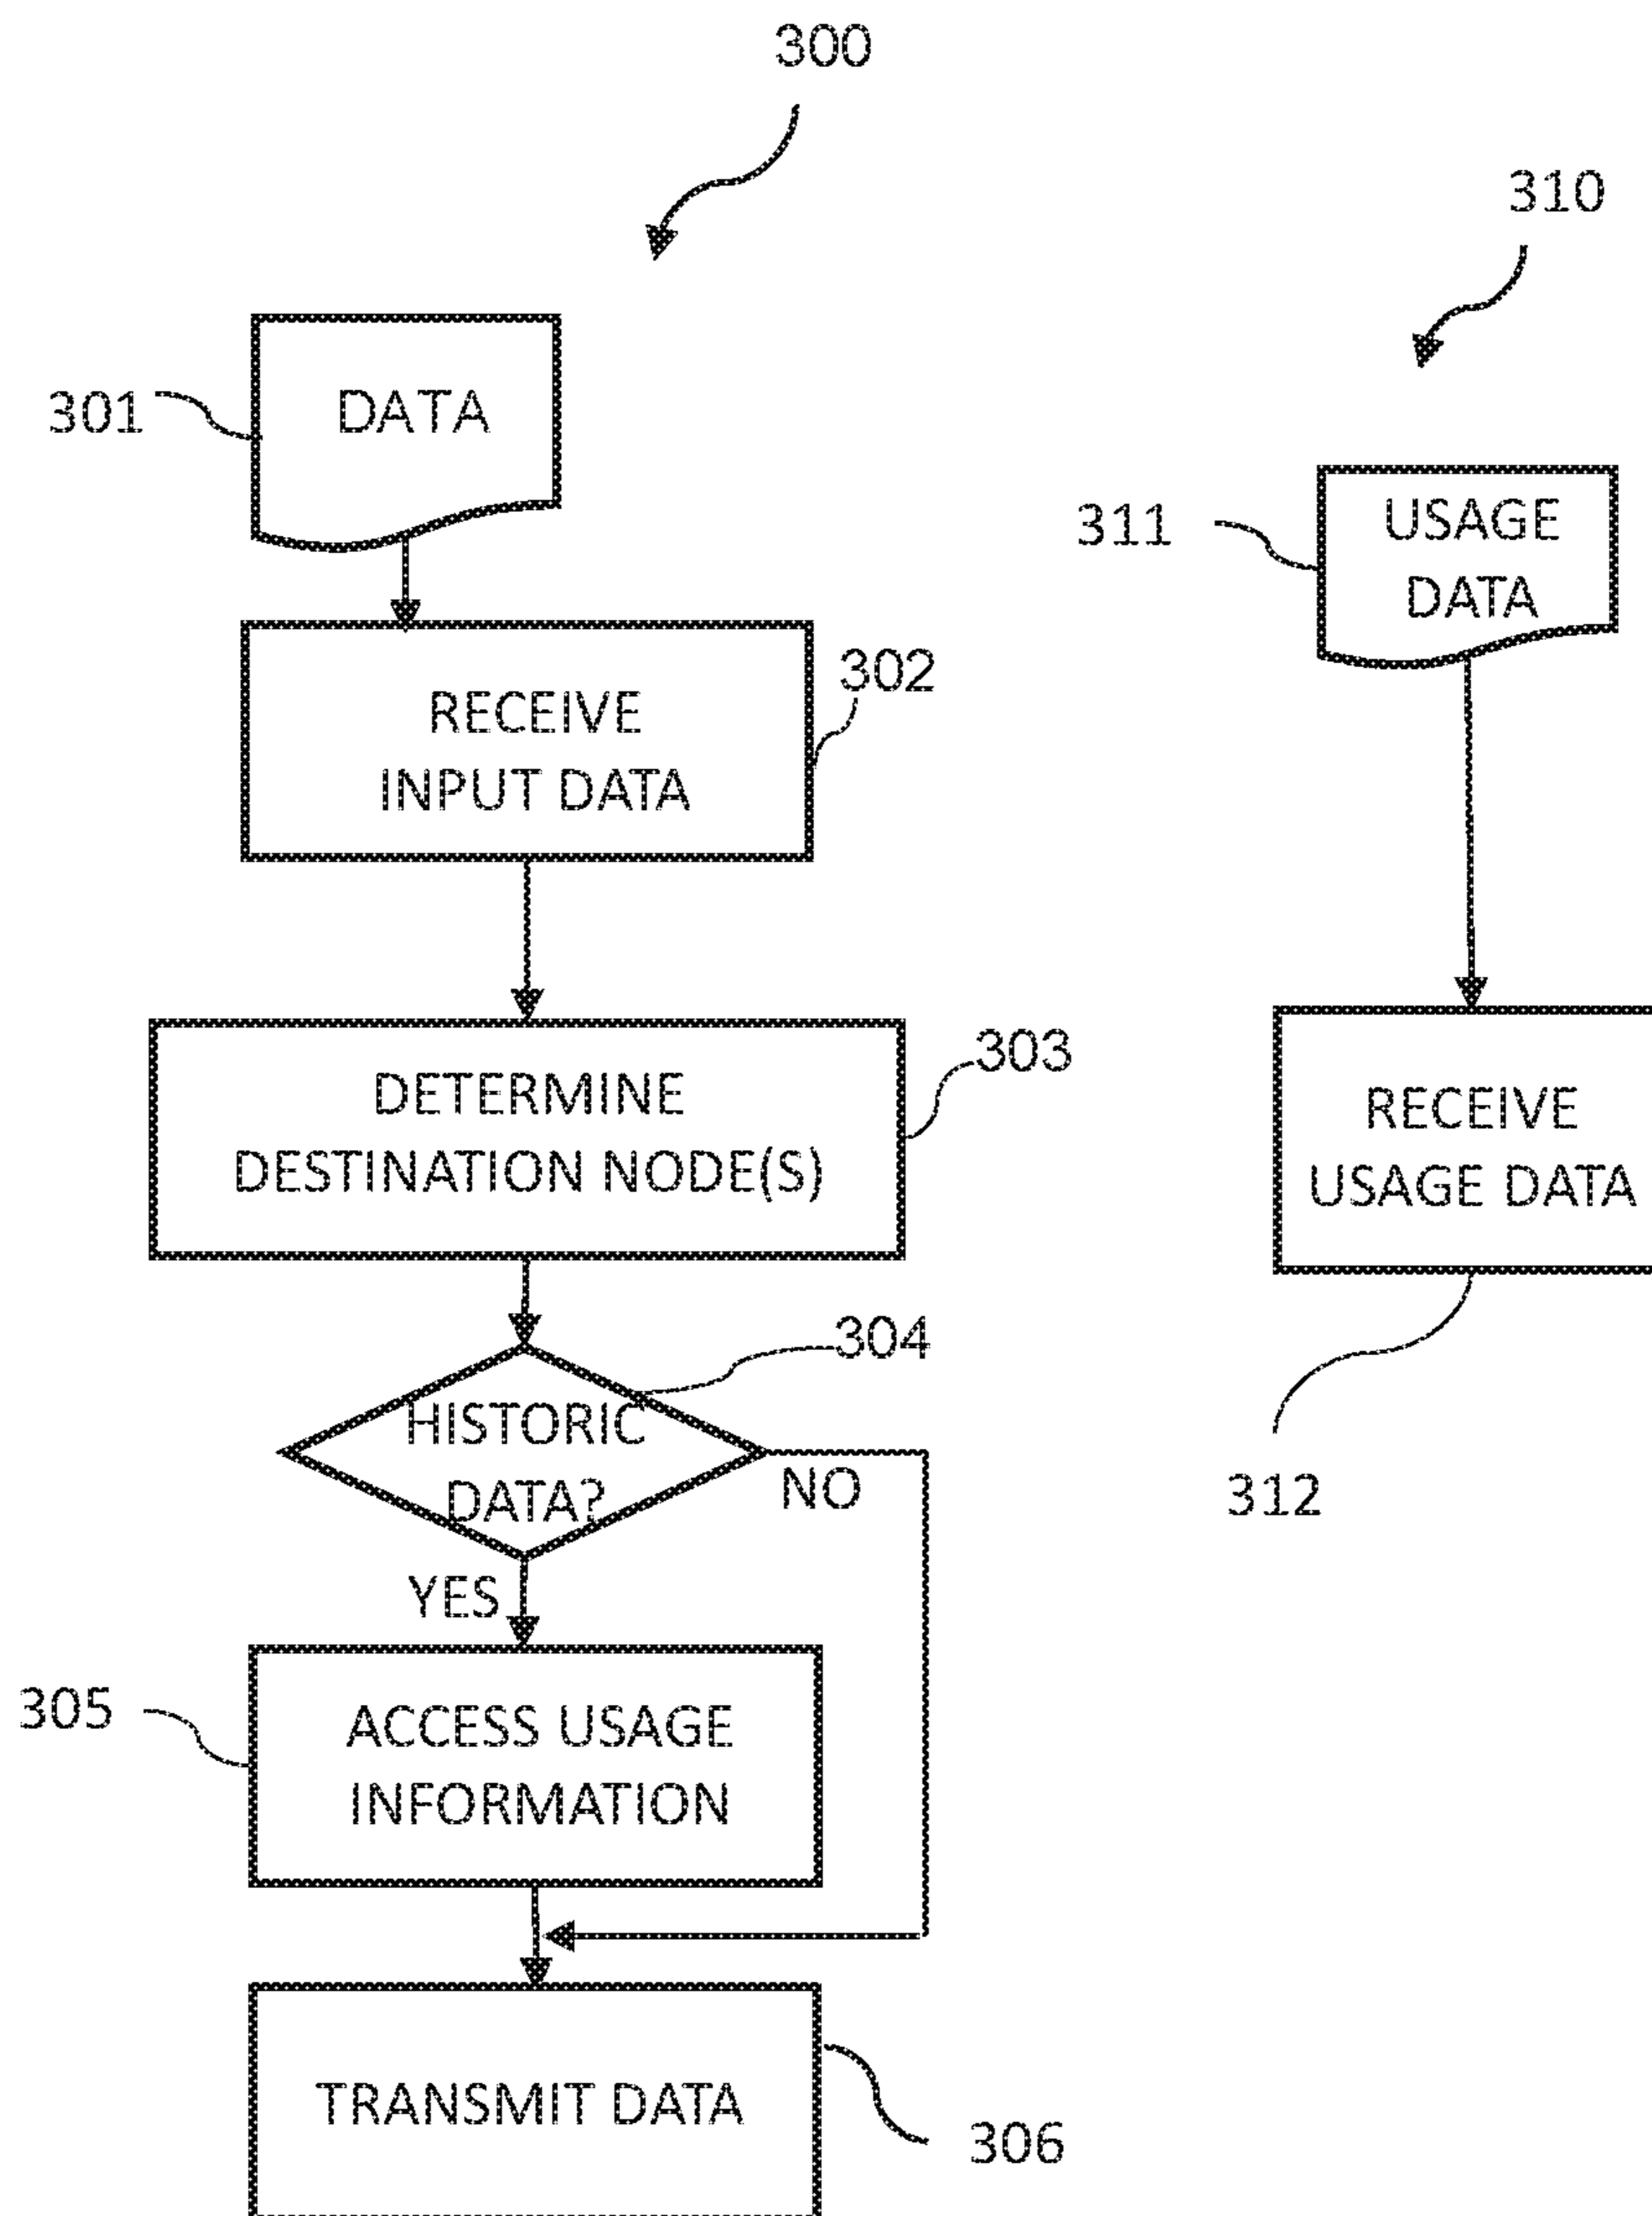 300
310
301
DATA
311
USAGE
DATA
302
RECEIVE
INPUT DATA
303
DETERMINE
DESTINATION NODE(S)
RECEIVE
USAGE DATA
304
HISTORIC
DATA?
NO
312
YES
305
ACCESS USAGE
INFORMATION
TRANSMIT DATA
306